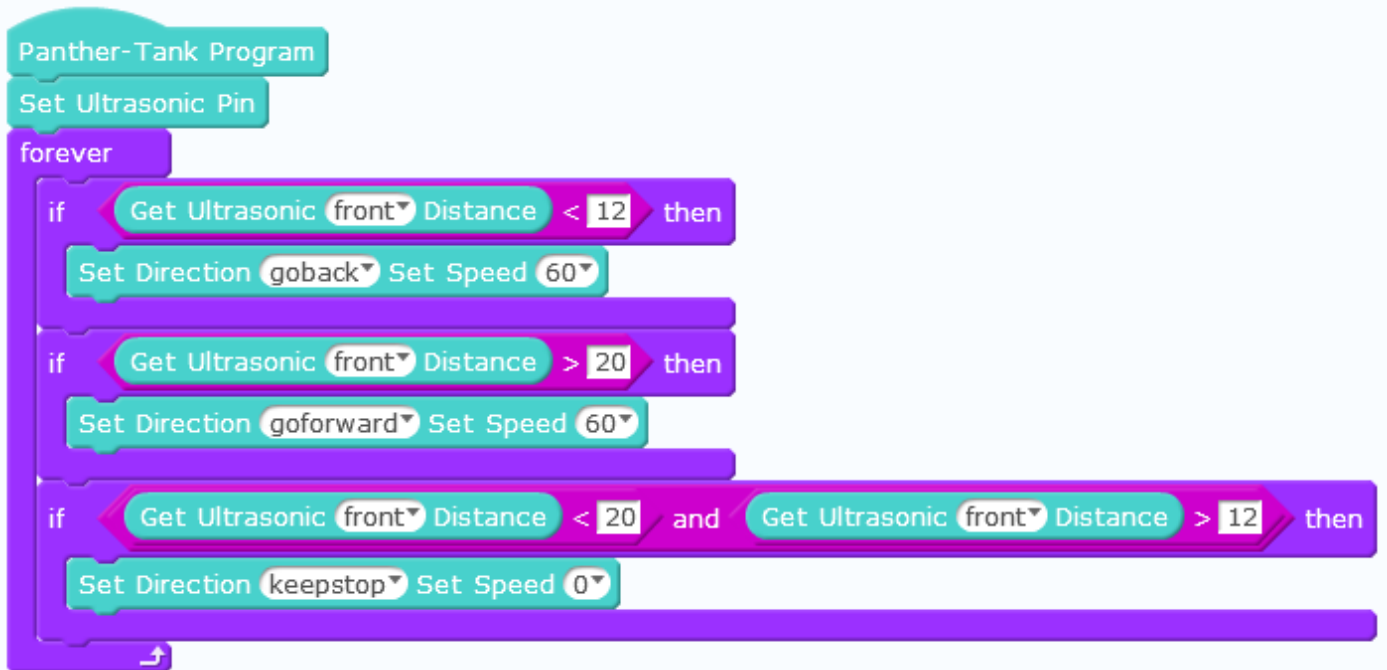 Panther-Tank Program
Set Ultrasonic Pin
forever
if Get Ultrasonic front Distance < 12 then
Set Direction goback Set Speed 60
if Get Ultrasonic front Distance > 20 then
Set Direction goforward Set Speed 60
if Get Ultrasonic front Distance < 20 and Get Ultrasonic front Distance > 12 then
Set Direction keepstop Set Speed 0